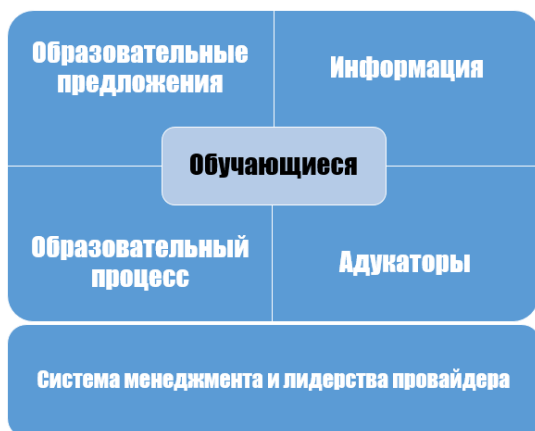 Образовательные
предложения
Информация
Обучающиеся
Образовательный
процесс
Адукаторы
Система менеджмента и лидерства провайдера